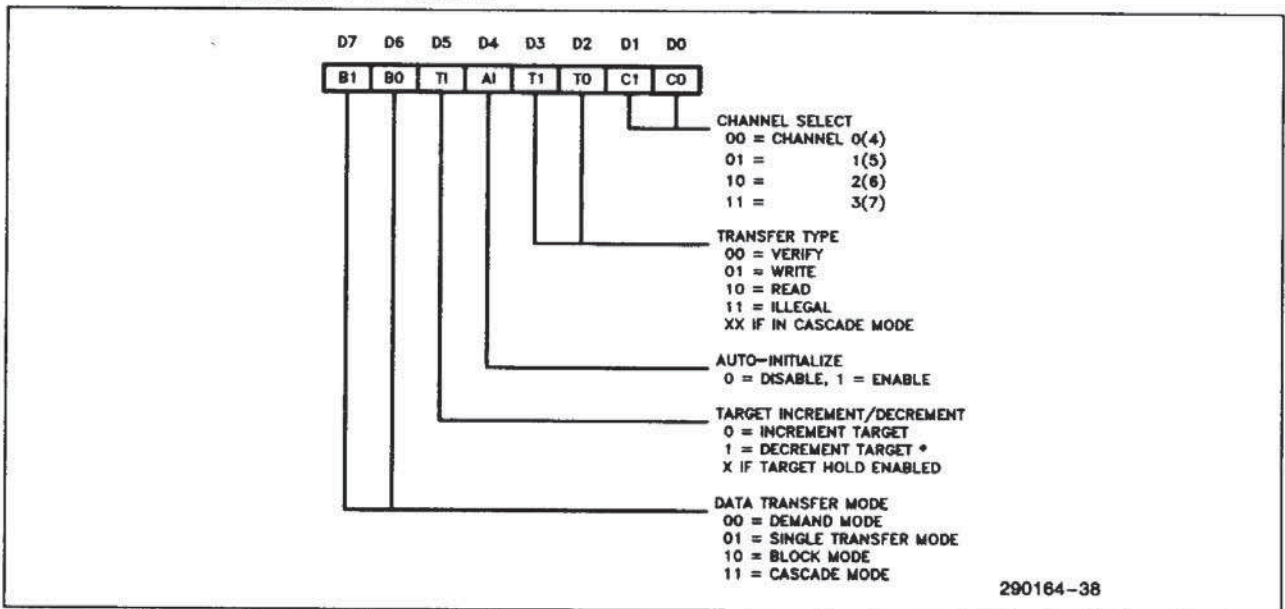 D7 D6 D5 D4 D3 D2 D1 D0
B1 B0 TI AI T1 T0 C1 C0
CHANNEL SELECT
00 = CHANNEL 0(4)
01 = 1(5)
10 = 2(6)
11 = 3(7)
TRANSFER TYPE
00 = VERIFY
01 = WRITE
10 = READ
11 = ILLEGAL
XX IF IN CASCADE MODE
AUTO-INITIALIZE
0 = DISABLE, 1 = ENABLE
TARGET INCREMENT/DECREMENT
0 = INCREMENT TARGET
1 = DECREMENT TARGET *
X IF TARGET HOLD ENABLED
DATA TRANSFER MODE
00 = DEMAND MODE
01 = SINGLE TRANSFER MODE
10 = BLOCK MODE
11 = CASCADE MODE
290164-38